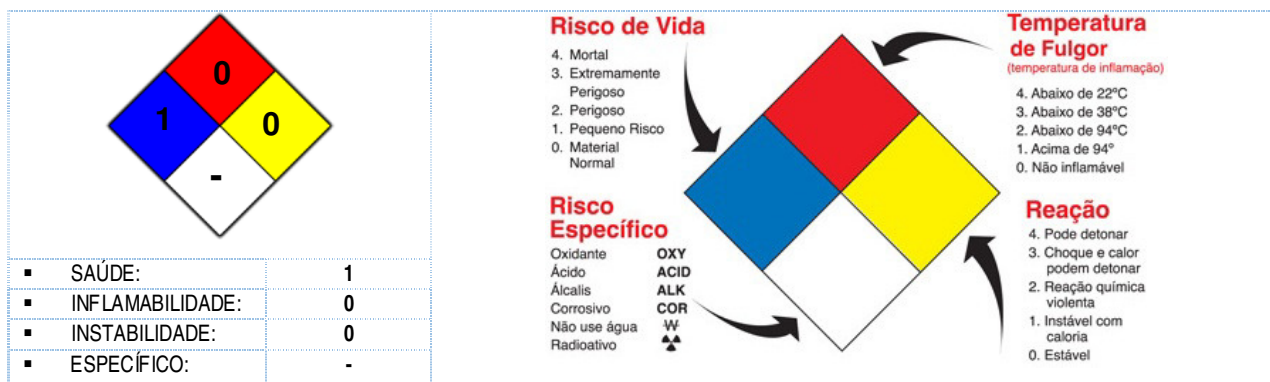 0
1
0
-
▪ SAÚDE: 1
▪ INFLAMABILIDADE: 0
▪ INSTABILIDADE: 0
▪ ESPECÍFICO: -
Risco de Vida
4. Mortal
3. Extremamente
Perigoso
2. Perigoso
1. Pequeno Risco
0. Material
Normal
Temperatura
de Fulgor
(temperatura de inflamação)
4. Abaixo de 22ºC
3. Abaixo de 38ºC
2. Abaixo de 94ºC
1. Acima de 94º
0. Não inflamável
Risco
Específico
Oxidante OXY
Ácido ACID
Álcalis ALK
Corrosivo COR
Não use água W
Radioativo
Reação
4. Pode detonar
3. Choque e calor
podem detonar
2. Reação química
violenta
1. Instável com
caloria
0. Estável